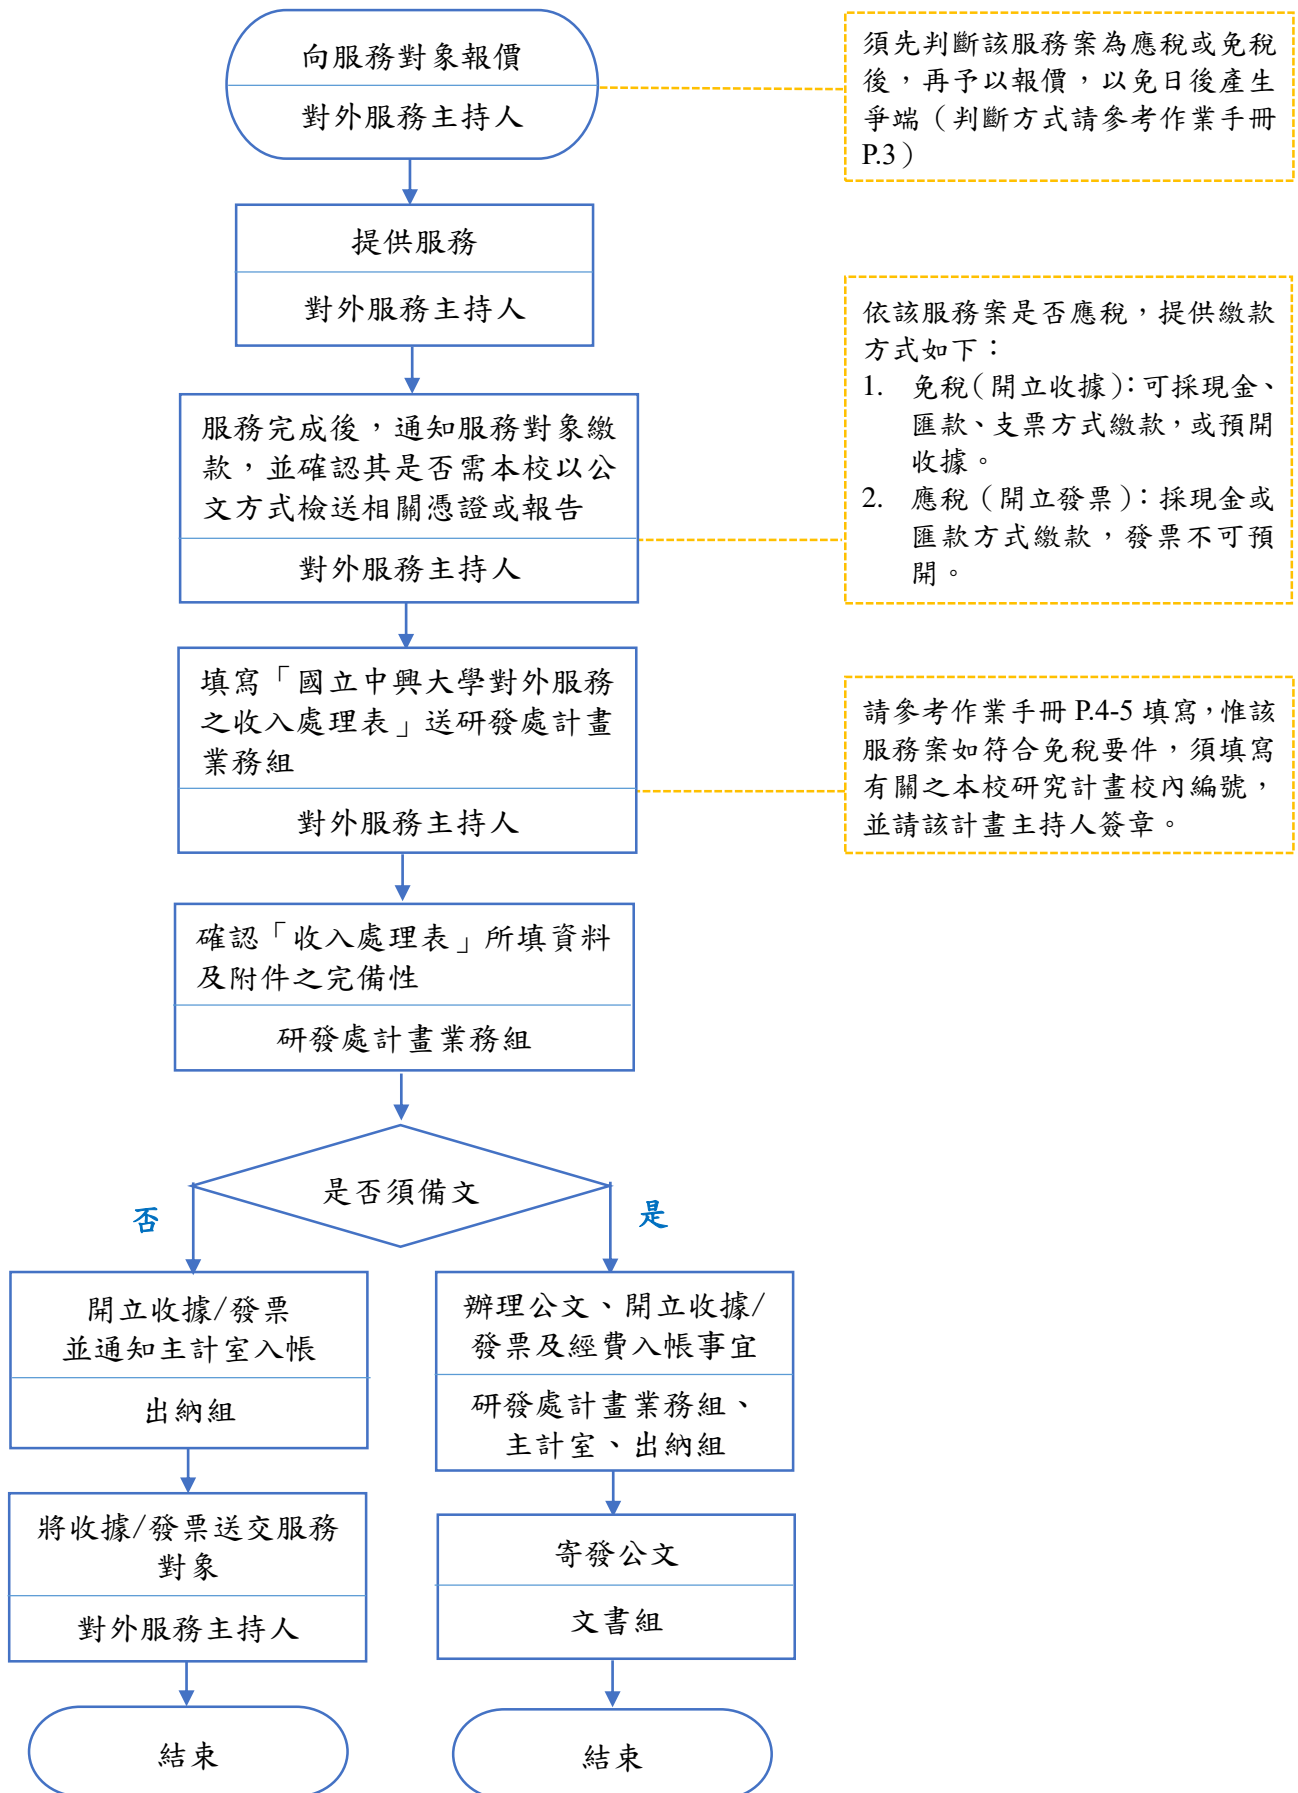 向服務對象報價
對外服務主持人
須先判斷該服務案為應稅或免稅
後，再予以報價，以免日後產生
爭端（判斷方式請參考作業手冊
P.3）
提供服務
對外服務主持人
依該服務案是否應稅，提供繳款
方式如下：
1. 免稅（開立收據）：可採現金、
匯款、支票方式繳款，或預開
收據。
2. 應稅（開立發票）：採現金或
匯款方式繳款，發票不可預
開。
服務完成後，通知服務對象繳
款，並確認其是否需本校以公
文方式檢送相關憑證或報告
對外服務主持人
填寫「國立中興大學對外服務
之收入處理表」送研發處計畫
業務組
對外服務主持人
請參考作業手冊 P.4-5 填寫，惟該
服務案如符合免稅要件，須填寫
有關之本校研究計畫校內編號，
並請該計畫主持人簽章。
確認「收入處理表」所填資料
及附件之完備性
研發處計畫業務組
是否須備文
否
是
開立收據/發票
並通知主計室入帳
出納組
辦理公文、開立收據/
發票及經費入帳事宜
研發處計畫業務組、
主計室、出納組
將收據/發票送交服務
對象
對外服務主持人
寄發公文
文書組
結束
結束